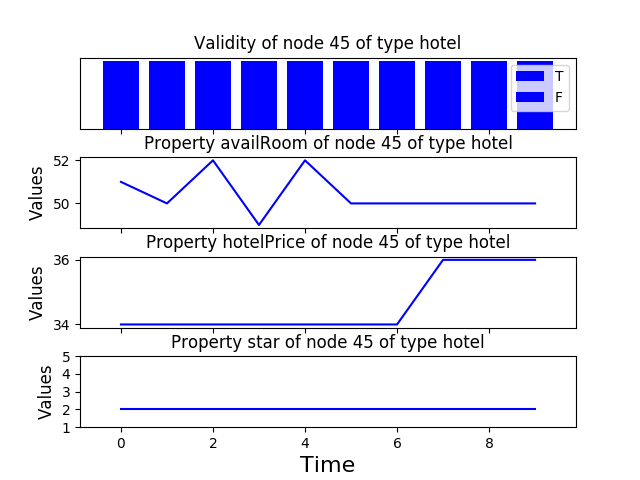 Validity of node 45 of type hotel
T
F
Property availRoom of node 45 of type hotel
52
50
Values
Property hotelPrice of node 45 of type hotel
36
34
Values
Property star of node 45 of type hotel
5
4
3
2
1
Values
0 2 4 6 8
Time